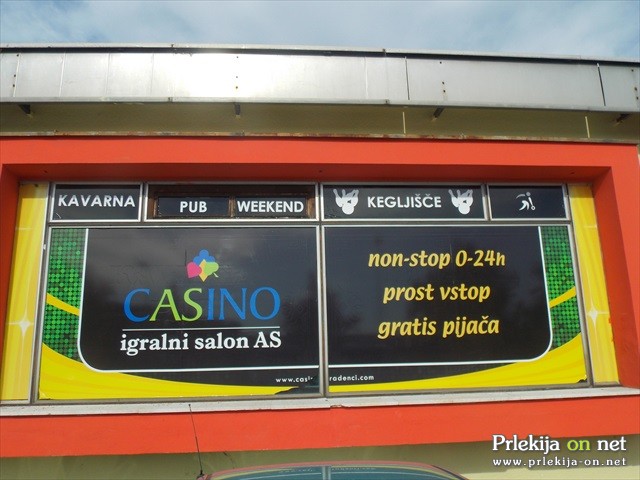 KAVARNA
PUB WEEKEND
KEGLJIŠČE
CASINO
igralni salon AS
non-stop 0-24h
prost vstop
gratis pijača
Prlekija on net
www.prlekija-on.net